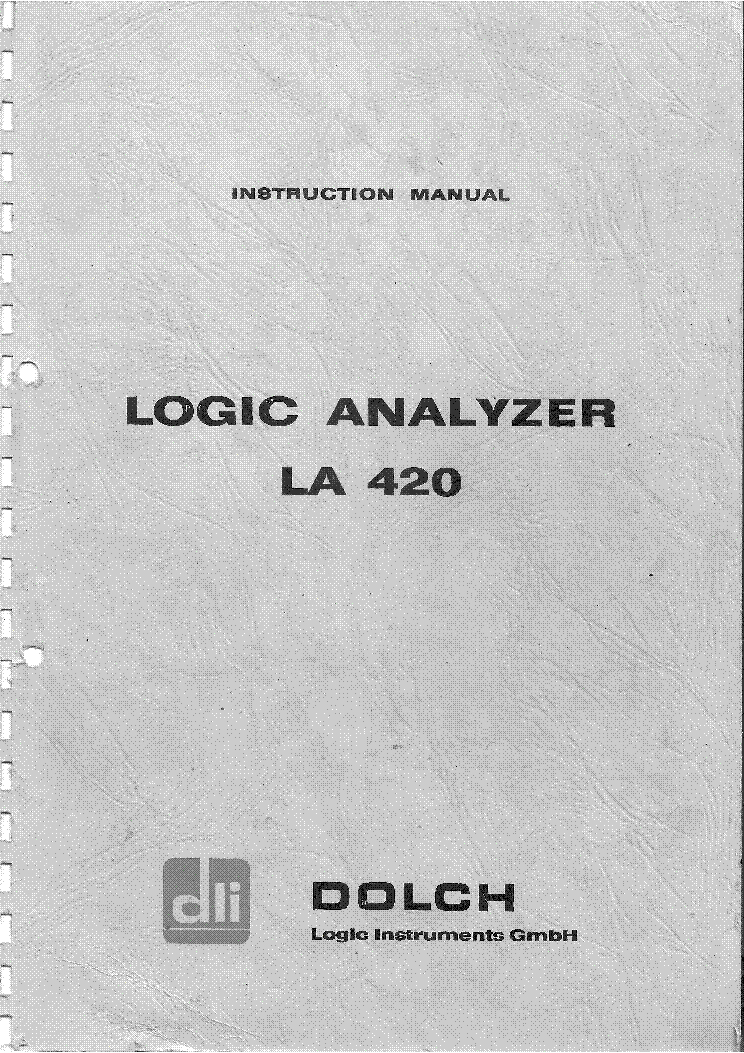 INSTRUCTION MANUAL
LOGIC ANALYZER
LA 420
dli
DOLCH
Logic Instruments GmbH